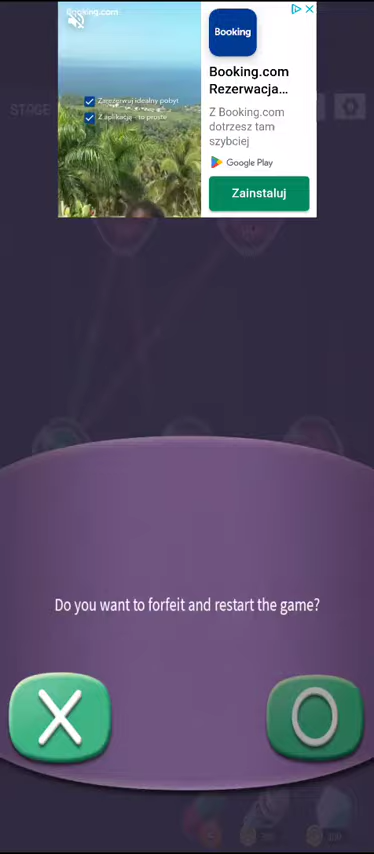 Booking.com
Zarezerwuj idealny pobyt
Z aplikacją - to proste
Booking
Booking.com
Rezerwacja...
Z Booking.com
dotrzesz tam
szybciej
Google Play
Zainstaluj
STAGE
Do you want to forfeit and restart the game?
X
O